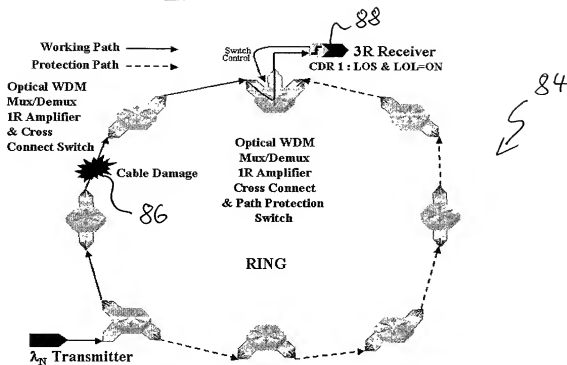 88
Working Path
Switch
Control
3R Receiver
Protection Path
CDR 1 : LOS & LOL=ON
Optical WDM
Mux/Demux
1R Amplifier
& Cross
Connect Switch
84
Optical WDM
Mux/Demux
1R Amplifier
Cross Connect
& Path Protection
Switch
Cable Damage
86
RING
λN Transmitter